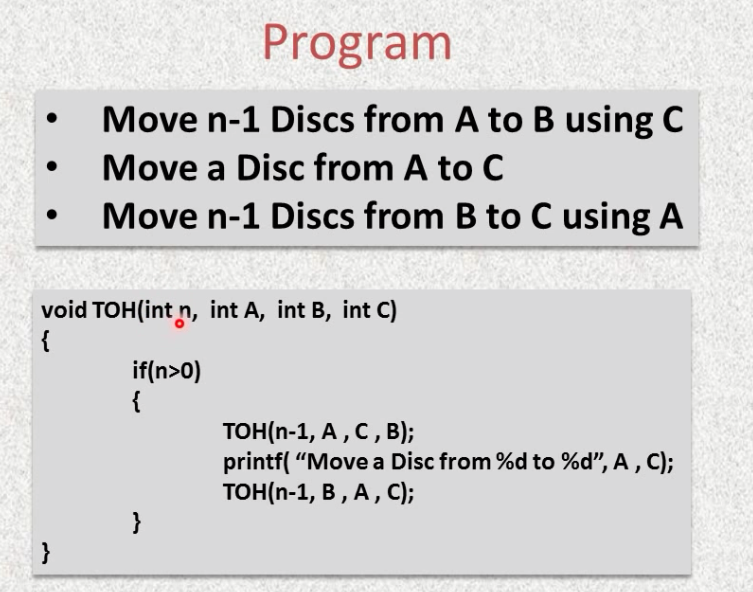 Program
• Move n-1 Discs from A to B using C
• Move a Disc from A to C
• Move n-1 Discs from B to C using A
void TOH(int n, int A, int B, int C)
{
if(n>0)
{
TOH(n-1, A , C , B);
printf( “Move a Disc from %d to %d”, A , C);
TOH(n-1, B , A , C);
}
}